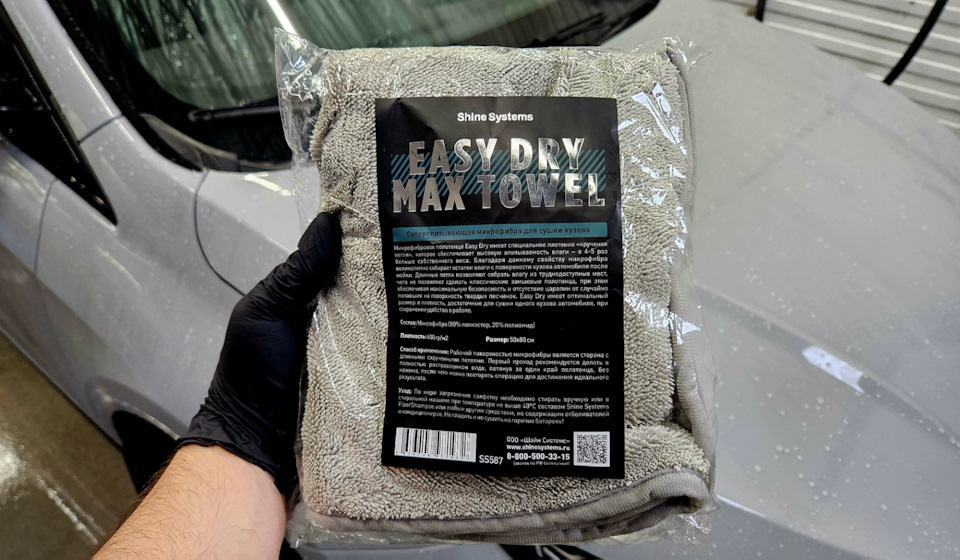 Shine Systems
EASY DRY
MAX TOWEL
Супервпитывающая микрофибра для сушки кузова
Микрофибровое полотенце Easy Dry имеет специальное плетение «крученая
петля», которое обеспечивает высокую впитываемость влаги – в 4-5 раз
больше собственного веса. Благодаря данному свойству микрофибра
великолепно собирает остатки влаги с поверхности кузова автомобиля после
мойки. Длинные петли позволяют собрать влагу из труднодоступных мест,
чего не позволяют сделать классические замшевые полотенца, при этом
обеспечивая максимальную безопасность и отсутствие царапин от случайно
попавших на поверхность твердых песчинок. Easy Dry имеет оптимальный
размер и плотность, достаточные для сушки одного кузова автомобиля, при
сохранении удобства в работе.
Состав: Микрофибра (80% полиэстер, 20% полиамид)
Плотность: 600 гр/м2 Размер: 50х80 см
Способ применения: Рабочей поверхностью микрофибры является сторона с
длинными скрученными петлями. Первый проход рекомендуется делать в
полностью расправленном виде, потянув за один край полотенца, без
нажима, после чего можно повторять операцию для достижения идеального
результата.
Уход: По мере загрязнения салфетку необходимо стирать вручную или в
стиральной машине при температуре не выше 40°C составом Shine Systems
FiberShampoo или любым другим средством, не содержащим отбеливателей
и кондиционеров. Не гладить и не сушить на горячих батареях!
SS587
ООО «Шайн Системс»
www.shinesystems.ru
8-800-500-33-15
(звонок по РФ бесплатный)